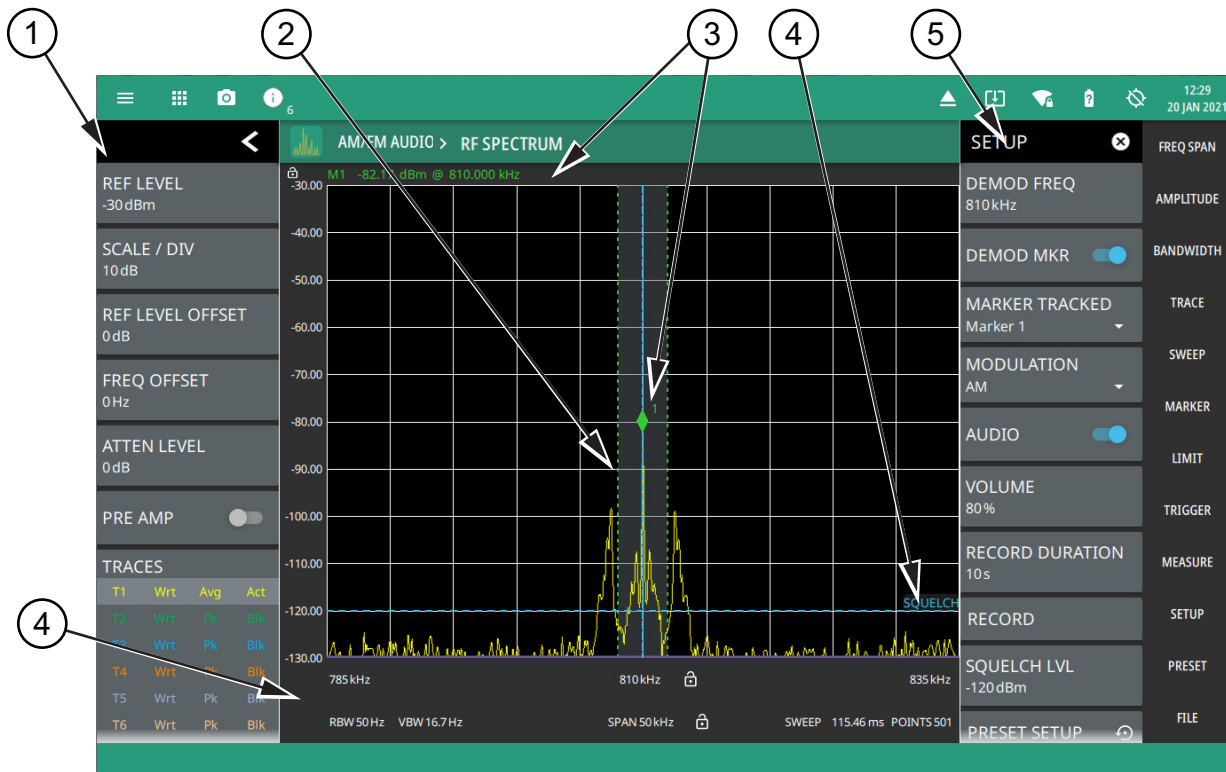 1
2
3
4
5
6
12:29
20 JAN 2021
AM/FM AUDIO > RF SPECTRUM
SETUP
FREQ SPAN
AMPLITUDE
BANDWIDTH
TRACE
SWEEP
MARKER
LIMIT
TRIGGER
MEASURE
SETUP
PRESET
FILE
REF LEVEL
-30 dBm
SCALE / DIV
10 dB
REF LEVEL OFFSET
0 dB
FREQ OFFSET
0 Hz
ATTEN LEVEL
0 dB
PRE AMP
TRACES
T1 Wrt Avg Act
T2 Wrt Pk Blk
Wrt Pk Blk
T4 Wrt Pk Blk
T5 Wrt Pk Blk
T6 Wrt Pk Blk
4
M1 dBm @ 810.000 kHz
-30.00
-40.00
-50.00
-60.00
-70.00
-80.00
-90.00
-100.00
-110.00
-120.00
-130.00
1
SQUELCH
785 kHz
810 kHz
835 kHz
RBW 50 Hz VBW 16.7 Hz
SPAN 50 kHz
SWEEP 115.46 ms POINTS 501
DEMOD FREQ
810 kHz
DEMOD MKR
MARKER TRACKED
Marker 1
MODULATION
AM
AUDIO
VOLUME
80%
RECORD DURATION
10 s
RECORD
SQUELCH LVL
-120 dBm
PRESET SETUP